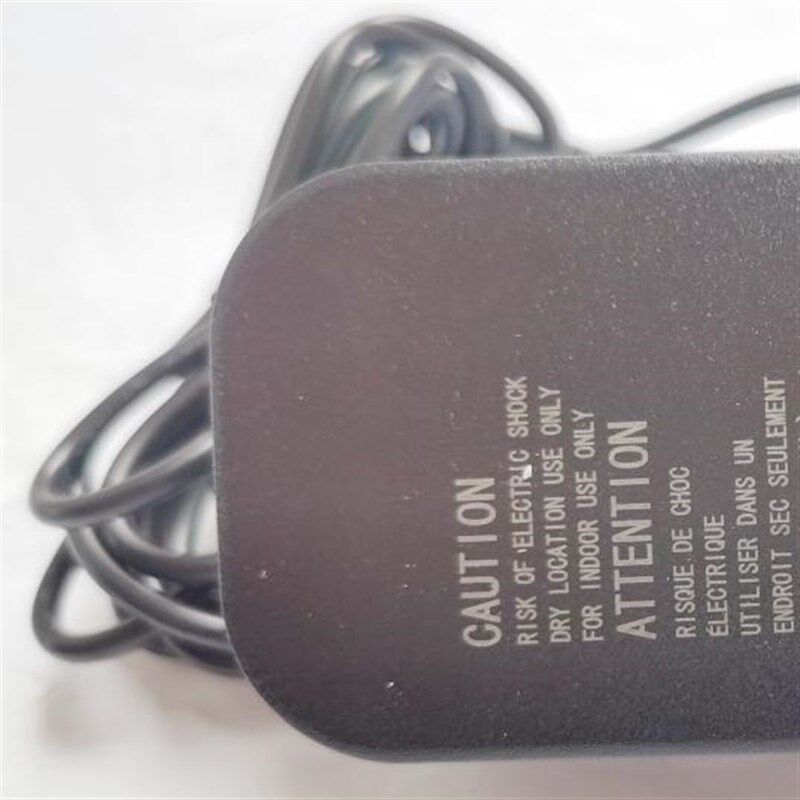 CAUTION
RISK OF ELECTRIC SHOCK
DRY LOCATION USE ONLY
FOR INDOOR USE ONLY
ATTENTION
RISQUE DE CHOC
ÉLECTRIQUE
UTILISER DANS UN
ENDROIT SEC SEULEMENT